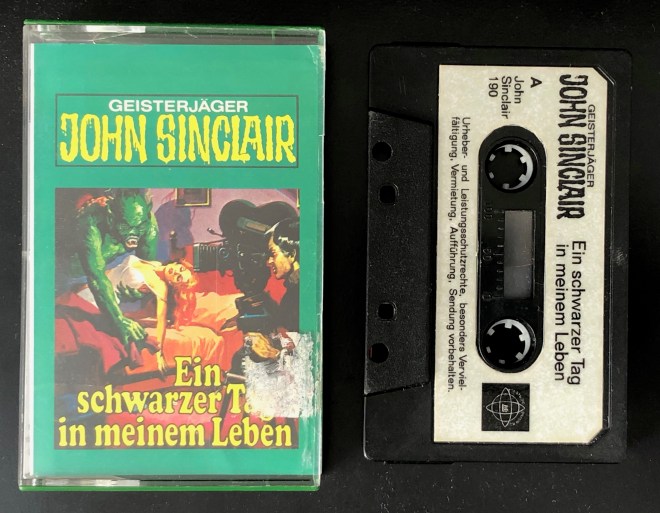 GEISTERJÄGER
JOHN SINCLAIR
Ein
schwarzer Tag
in meinem Leben
GEISTERJÄGER
JOHN SINCLAIR
Ein schwarzer Tag
in meinem Leben
A
John
Sinclair
190
Urheber- und Leistungsschutzrechte, besonders Verviel-
fältigung, Vermietung, Aufführung, Sendung vorbehalten.